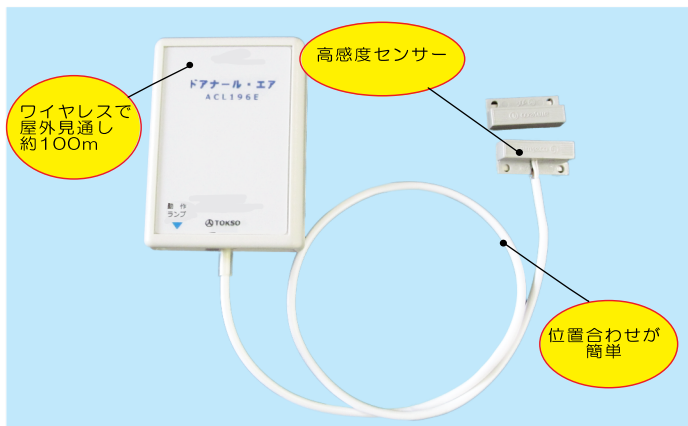 高感度センサー
ワイヤレスで
屋外見通し
約100m
ドアナール・エア
ACL196E
動 作
ランプ
TOKSO
位置合わせが
簡単